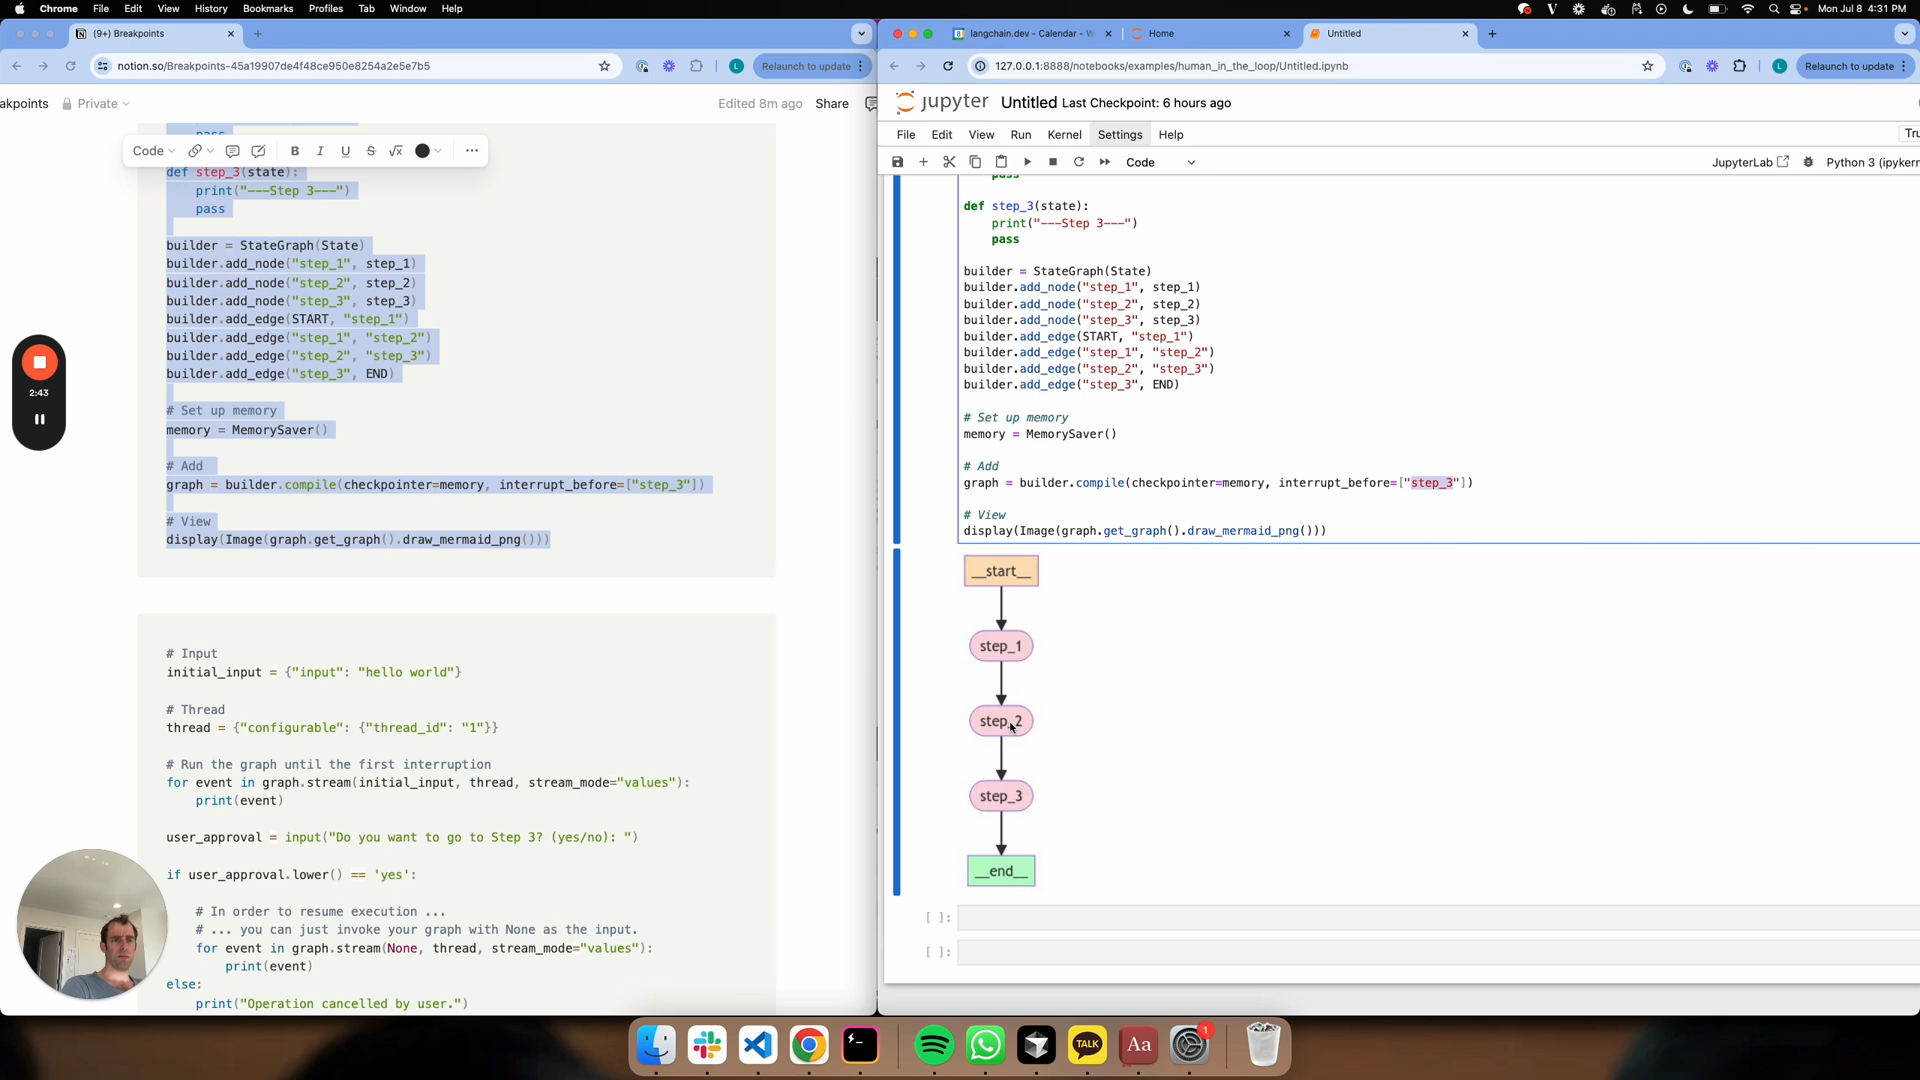 Chrome File Edit View History Bookmarks Profiles Tab Window Help
Mon Jul 8 4:31 PM
(9+) Breakpoints
notion.so/Breakpoints-45a19907de4f48ce950e8254a2e5e7b5
Relaunch to update
akpoints Private
Edited 8m ago Share
Code B I U S √x
pass
def step_3(state):
print("---Step 3---")
pass
builder = StateGraph(State)
builder.add_node("step_1", step_1)
builder.add_node("step_2", step_2)
builder.add_node("step_3", step_3)
builder.add_edge(START, "step_1")
builder.add_edge("step_1", "step_2")
builder.add_edge("step_2", "step_3")
builder.add_edge("step_3", END)
# Set up memory
memory = MemorySaver()
# Add
graph = builder.compile(checkpointer=memory, interrupt_before=["step_3"])
# View
display(Image(graph.get_graph().draw_mermaid_png()))
# Input
initial_input = {"input": "hello world"}
# Thread
thread = {"configurable": {"thread_id": "1"}}
# Run the graph until the first interruption
for event in graph.stream(initial_input, thread, stream_mode="values"):
print(event)
user_approval = input("Do you want to go to Step 3? (yes/no): ")
if user_approval.lower() == 'yes':
# In order to resume execution ...
# ... you can just invoke your graph with None as the input.
for event in graph.stream(None, thread, stream_mode="values"):
print(event)
else:
print("Operation cancelled by user.")
2:43
langchain.dev - Calendar - W
Home
Untitled
127.0.0.1:8888/notebooks/examples/human_in_the_loop/Untitled.ipynb
Relaunch to update
jupyter Untitled Last Checkpoint: 6 hours ago
File Edit View Run Kernel Settings Help
Tru
Code
JupyterLab
Python 3 (ipykern
pass
def step_3(state):
print("---Step 3---")
pass
builder = StateGraph(State)
builder.add_node("step_1", step_1)
builder.add_node("step_2", step_2)
builder.add_node("step_3", step_3)
builder.add_edge(START, "step_1")
builder.add_edge("step_1", "step_2")
builder.add_edge("step_2", "step_3")
builder.add_edge("step_3", END)
# Set up memory
memory = MemorySaver()
# Add
graph = builder.compile(checkpointer=memory, interrupt_before=["step_3"])
# View
display(Image(graph.get_graph().draw_mermaid_png()))
__start__
step_1
step_2
step_3
__end__
[ ]:
[ ]:
TALK
Aa
1